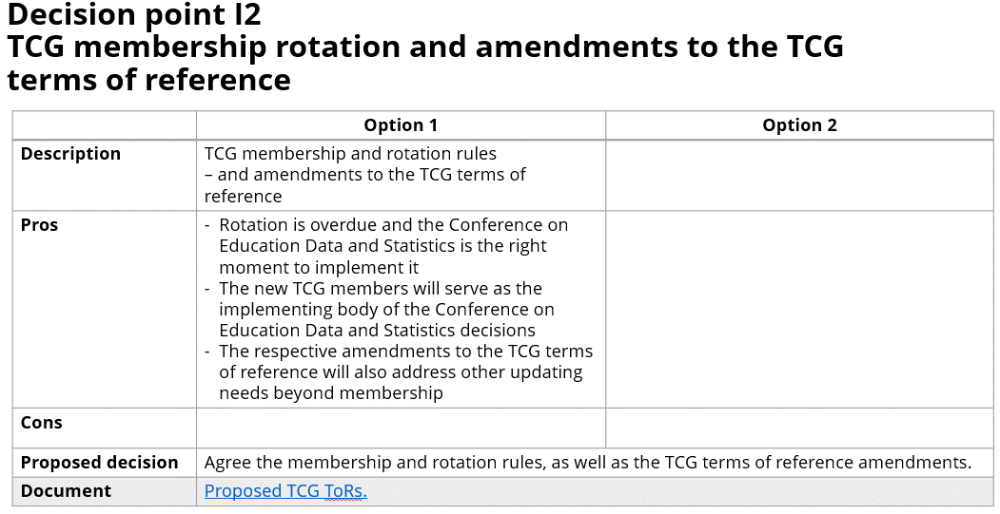 Decision point I2
TCG membership rotation and amendments to the TCG
terms of reference
Option 1
Option 2
Description
TCG membership and rotation rules
– and amendments to the TCG terms of
reference
Pros
- Rotation is overdue and the Conference on
Education Data and Statistics is the right
moment to implement it
- The new TCG members will serve as the
implementing body of the Conference on
Education Data and Statistics decisions
- The respective amendments to the TCG terms
of reference will also address other updating
needs beyond membership
Cons
Proposed decision
Agree the membership and rotation rules, as well as the TCG terms of reference amendments.
Document
Proposed TCG ToRs.